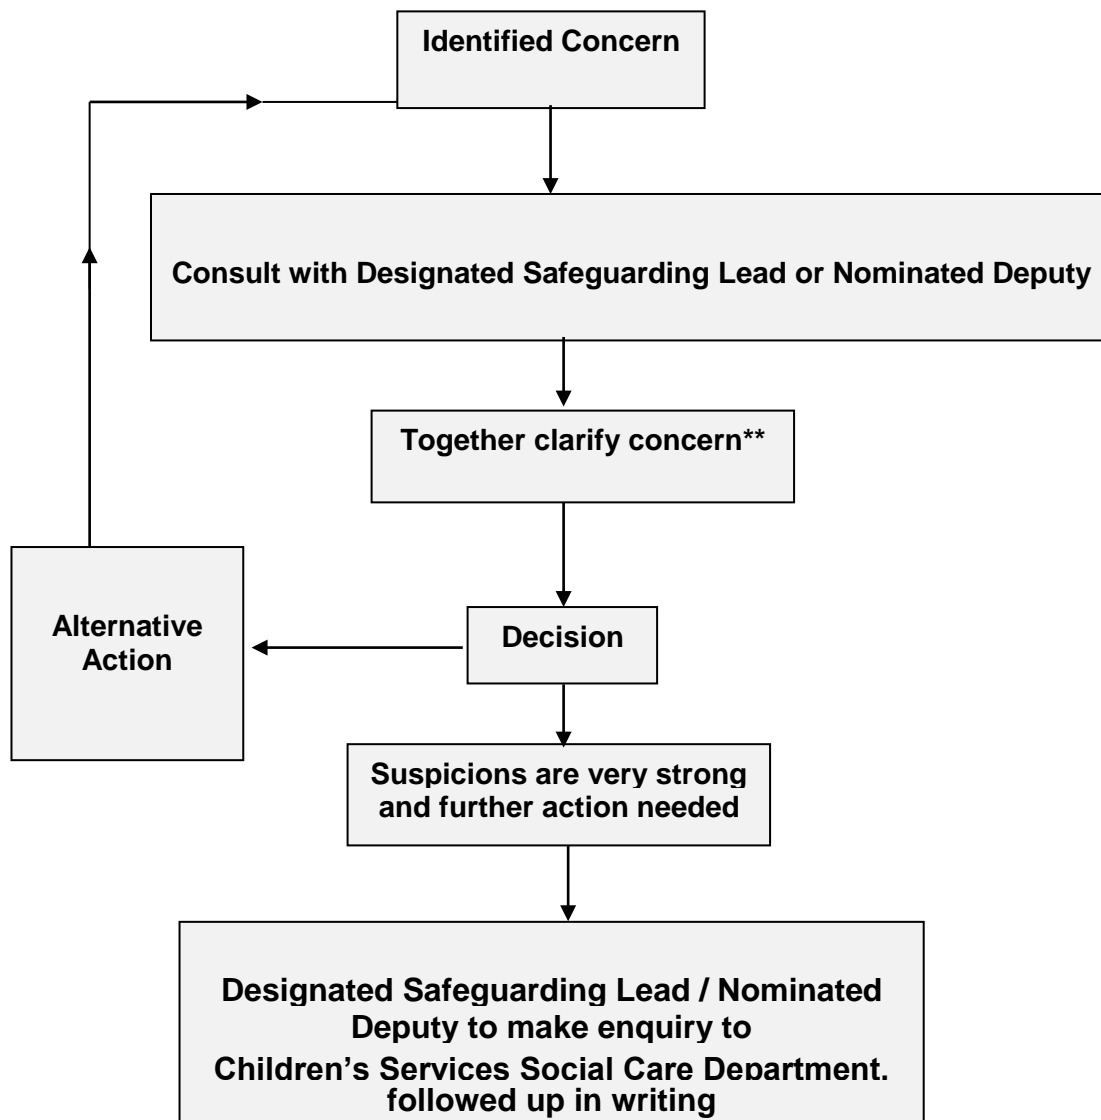 Identified Concern
Consult with Designated Safeguarding Lead or Nominated Deputy
Together clarify concern**
Alternative
Action
Decision
Suspicions are very strong
and further action needed
Designated Safeguarding Lead / Nominated
Deputy to make enquiry to
Children’s Services Social Care Department,
followed up in writing